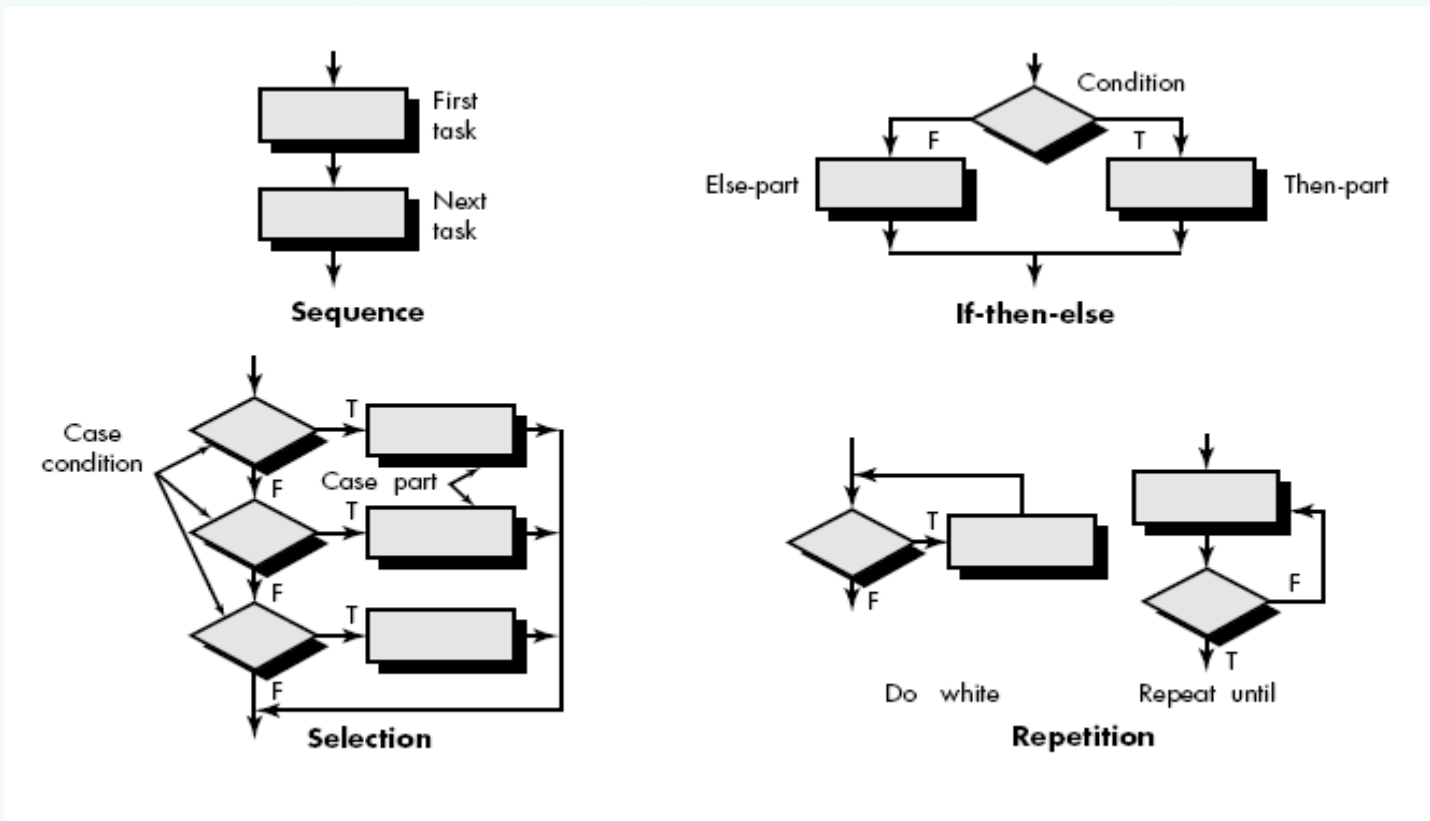 First
task
Next
task
Sequence
Condition
F
T
Else-part
Then-part
If-then-else
Case
condition
T
F
Case part
T
F
T
F
Selection
T
F
F
T
Do white
Repeat until
Repetition